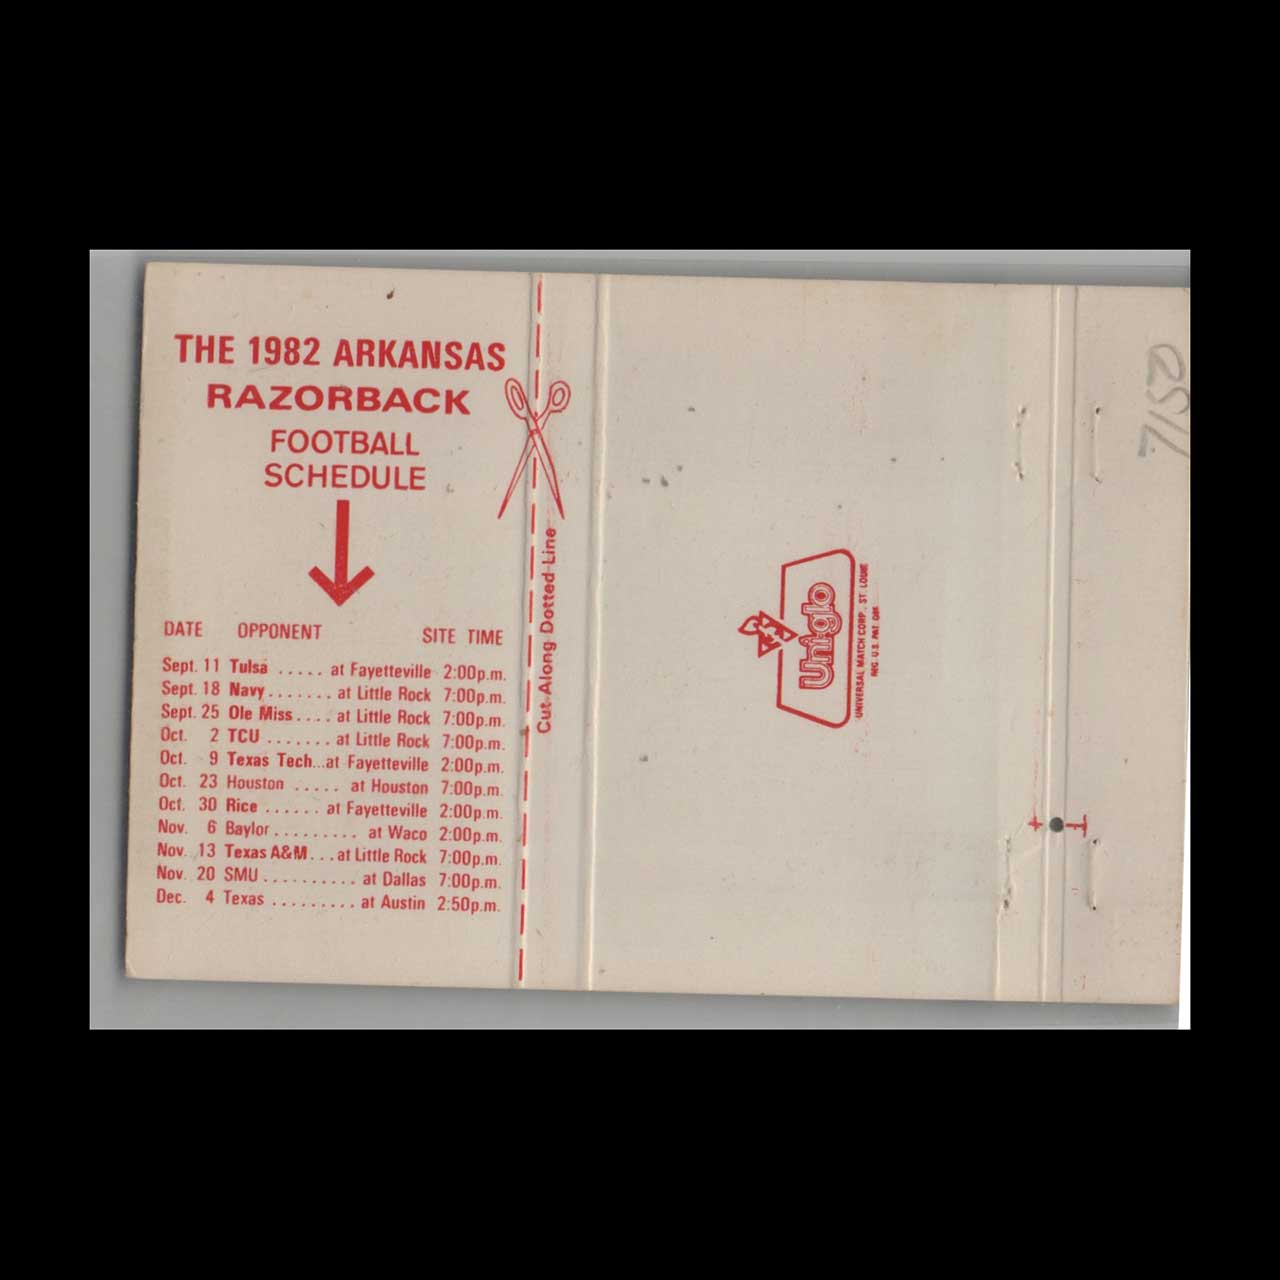 THE 1982 ARKANSAS
RAZORBACK
FOOTBALL
SCHEDULE
DATE OPPONENT SITE TIME
Sept. 11 Tulsa ..... at Fayetteville 2:00p.m.
Sept. 18 Navy ....... at Little Rock 7:00p.m.
Sept. 25 Ole Miss .... at Little Rock 7:00p.m.
Oct. 2 TCU ....... at Little Rock 7:00p.m.
Oct. 9 Texas Tech...at Fayetteville 2:00p.m.
Oct. 23 Houston ..... at Houston 7:00p.m.
Oct. 30 Rice ...... at Fayetteville 2:00p.m.
Nov. 6 Baylor ......... at Waco 2:00p.m.
Nov. 13 Texas A&M ...at Little Rock 7:00p.m.
Nov. 20 SMU .......... at Dallas 7:00p.m.
Dec. 4 Texas ......... at Austin 2:50p.m.
Cut Along Dotted Line
Uniglo
UNIVERSAL MATCH CORP., ST. LOUIS
REG. U.S. PAT. OFF.
7150